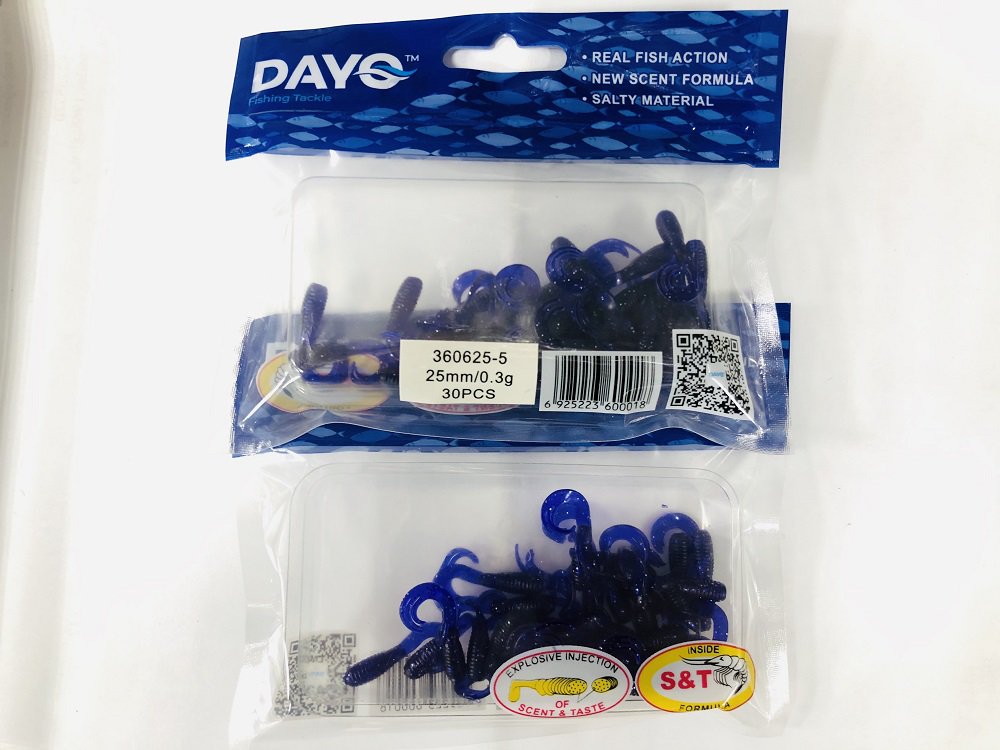 DAYO™
Fishing Tackle
• REAL FISH ACTION
• NEW SCENT FORMULA
• SALTY MATERIAL
360625-5
25mm/0.3g
30PCS
6 925223 600018
EXPLOSIVE INJECTION
OF
SCENT & TASTE
INSIDE
S&T
FORMULA